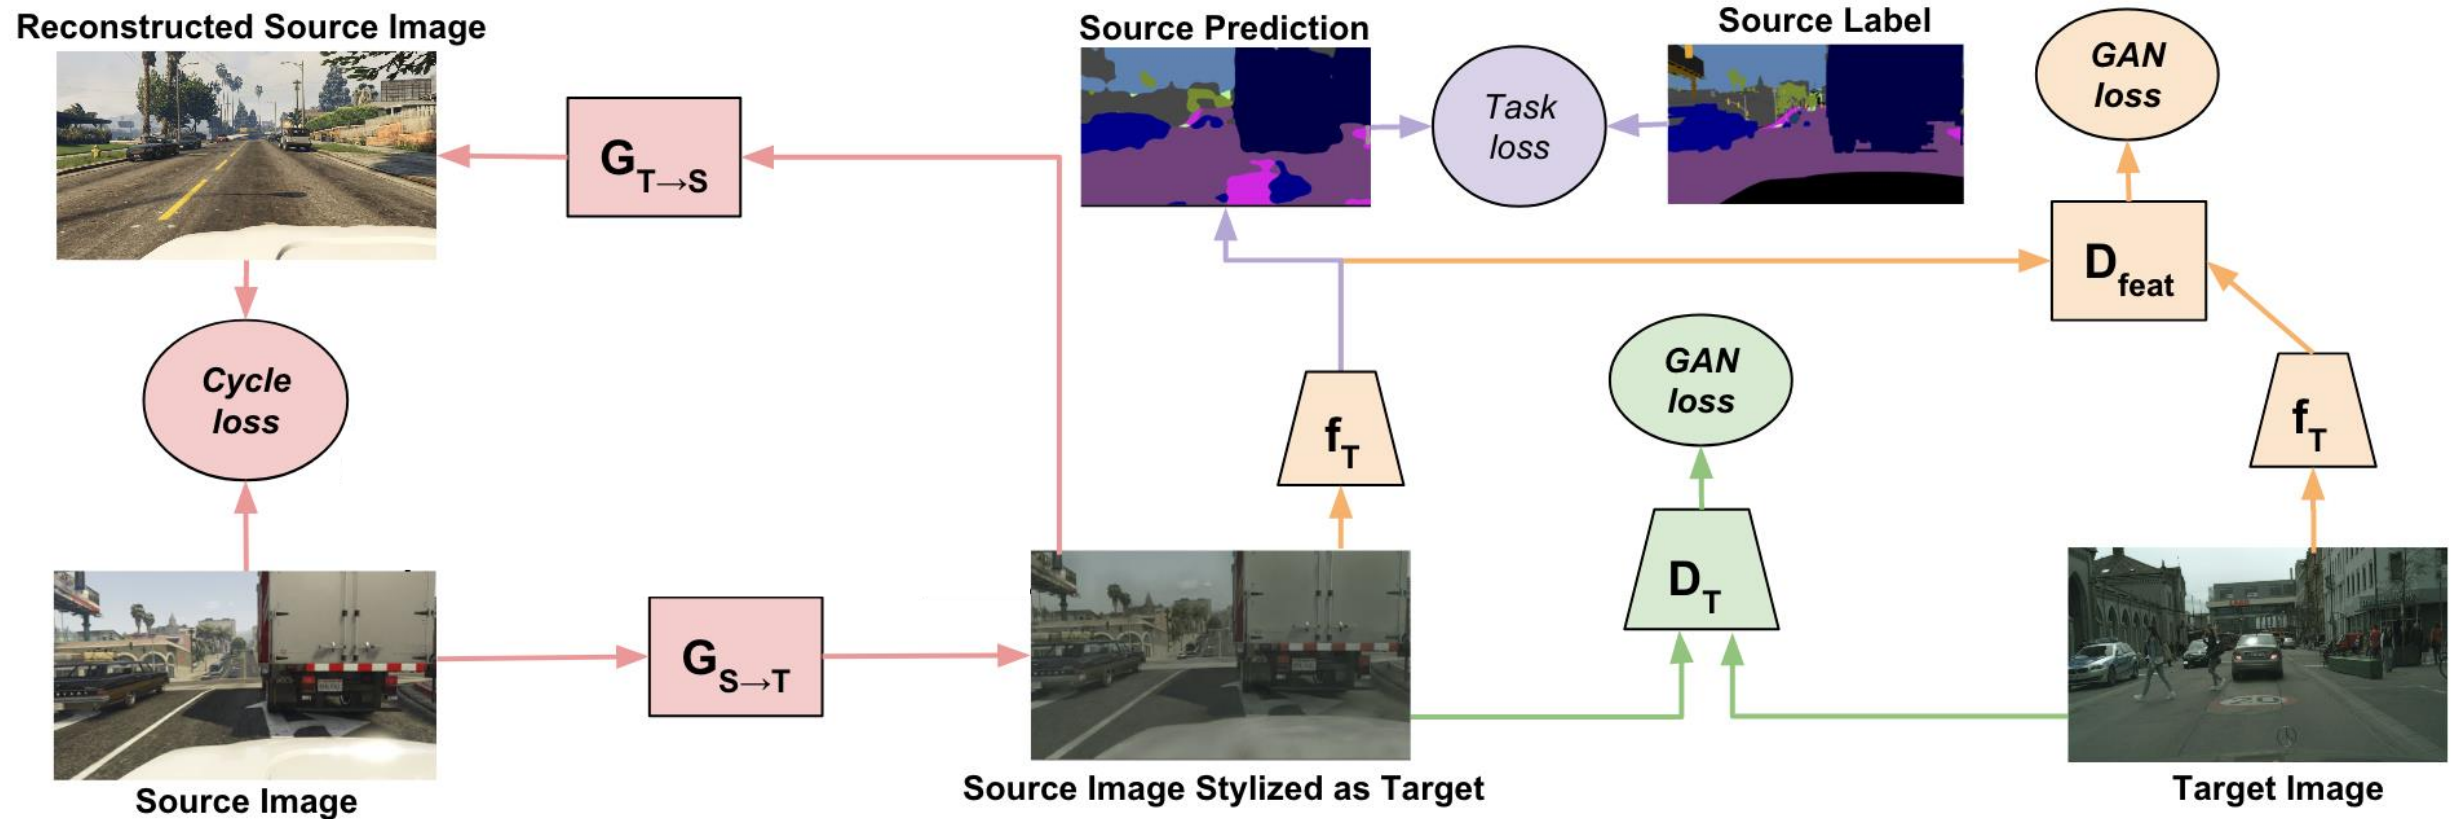 Reconstructed Source Image
Source Prediction
Source Label
GAN
loss
Task
loss
G T→S
D feat
Cycle
loss
GAN
loss
f T
f T
D T
G S→T
Source Image
Source Image Stylized as Target
Target Image